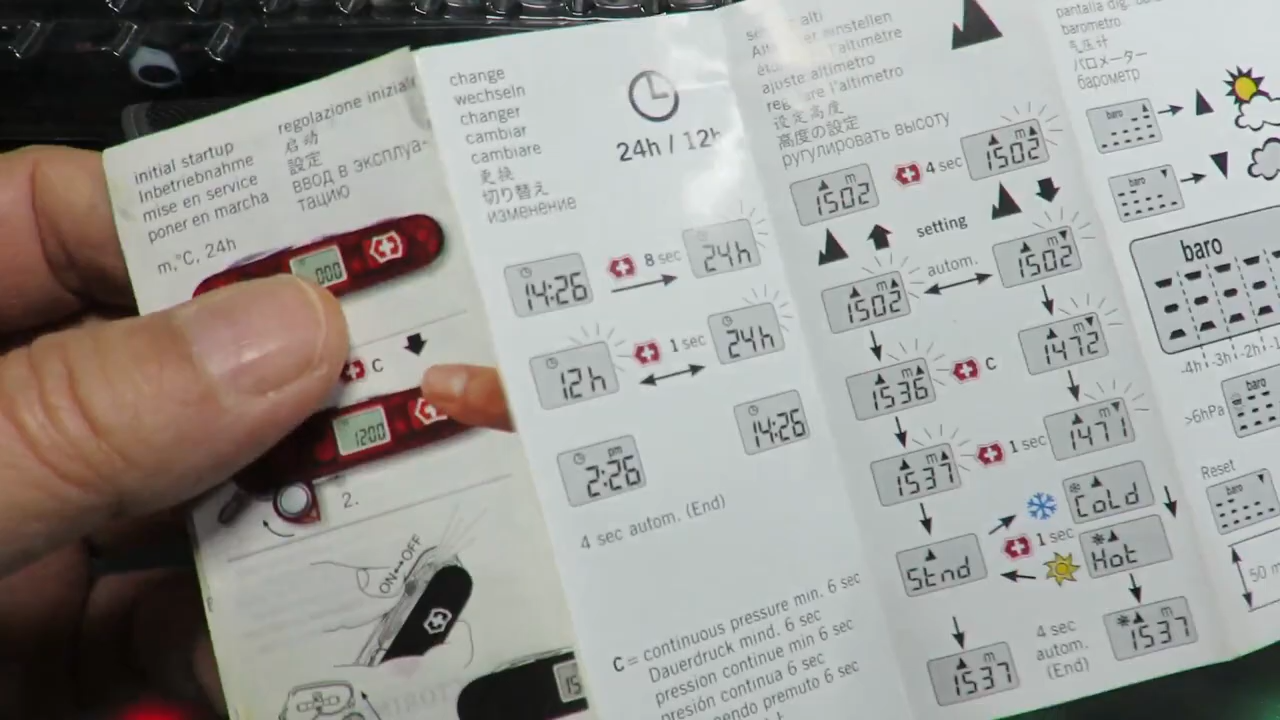 initial startup
Inbetriebnahme
mise en service
poner en marcha
regolazione iniziale
启动
設定
ВВОД В ЭКСПЛУА-
ТАЦИЮ
m,°C, 24h
000
C
1200
2.
ON↔OFF
change
wechseln
changer
cambiar
cambiare
更换
切り替え
изменение
24h / 12h
14:26
8 sec
24h
12h
1 sec
24h
14:26
pm
2:26
4 sec autom. (End)
C = continuous pressure min. 6 sec
Dauerdruck mind. 6 sec
pression continue min 6 sec
presión continua 6 sec
premuto 6 sec
alti
einstellen
l'altimètre
ajuste altímetro
l'altimetro
设定高度
高度の設定
ругулировать высоту
m
1502
4 sec
m
1502
setting
m
1502
autom.
m
1502
m
1472
m
1536
C
m
1537
1 sec
m
1471
Stnd
1 sec
CoLd
Hot
m
1537
4 sec
autom.
(End)
m
1537
pantalla dig.
barometro
气压计
バロメーター
барометр
baro
baro
baro
-4h -3h -2h -1
>6hPa
baro
Reset
baro
50 m